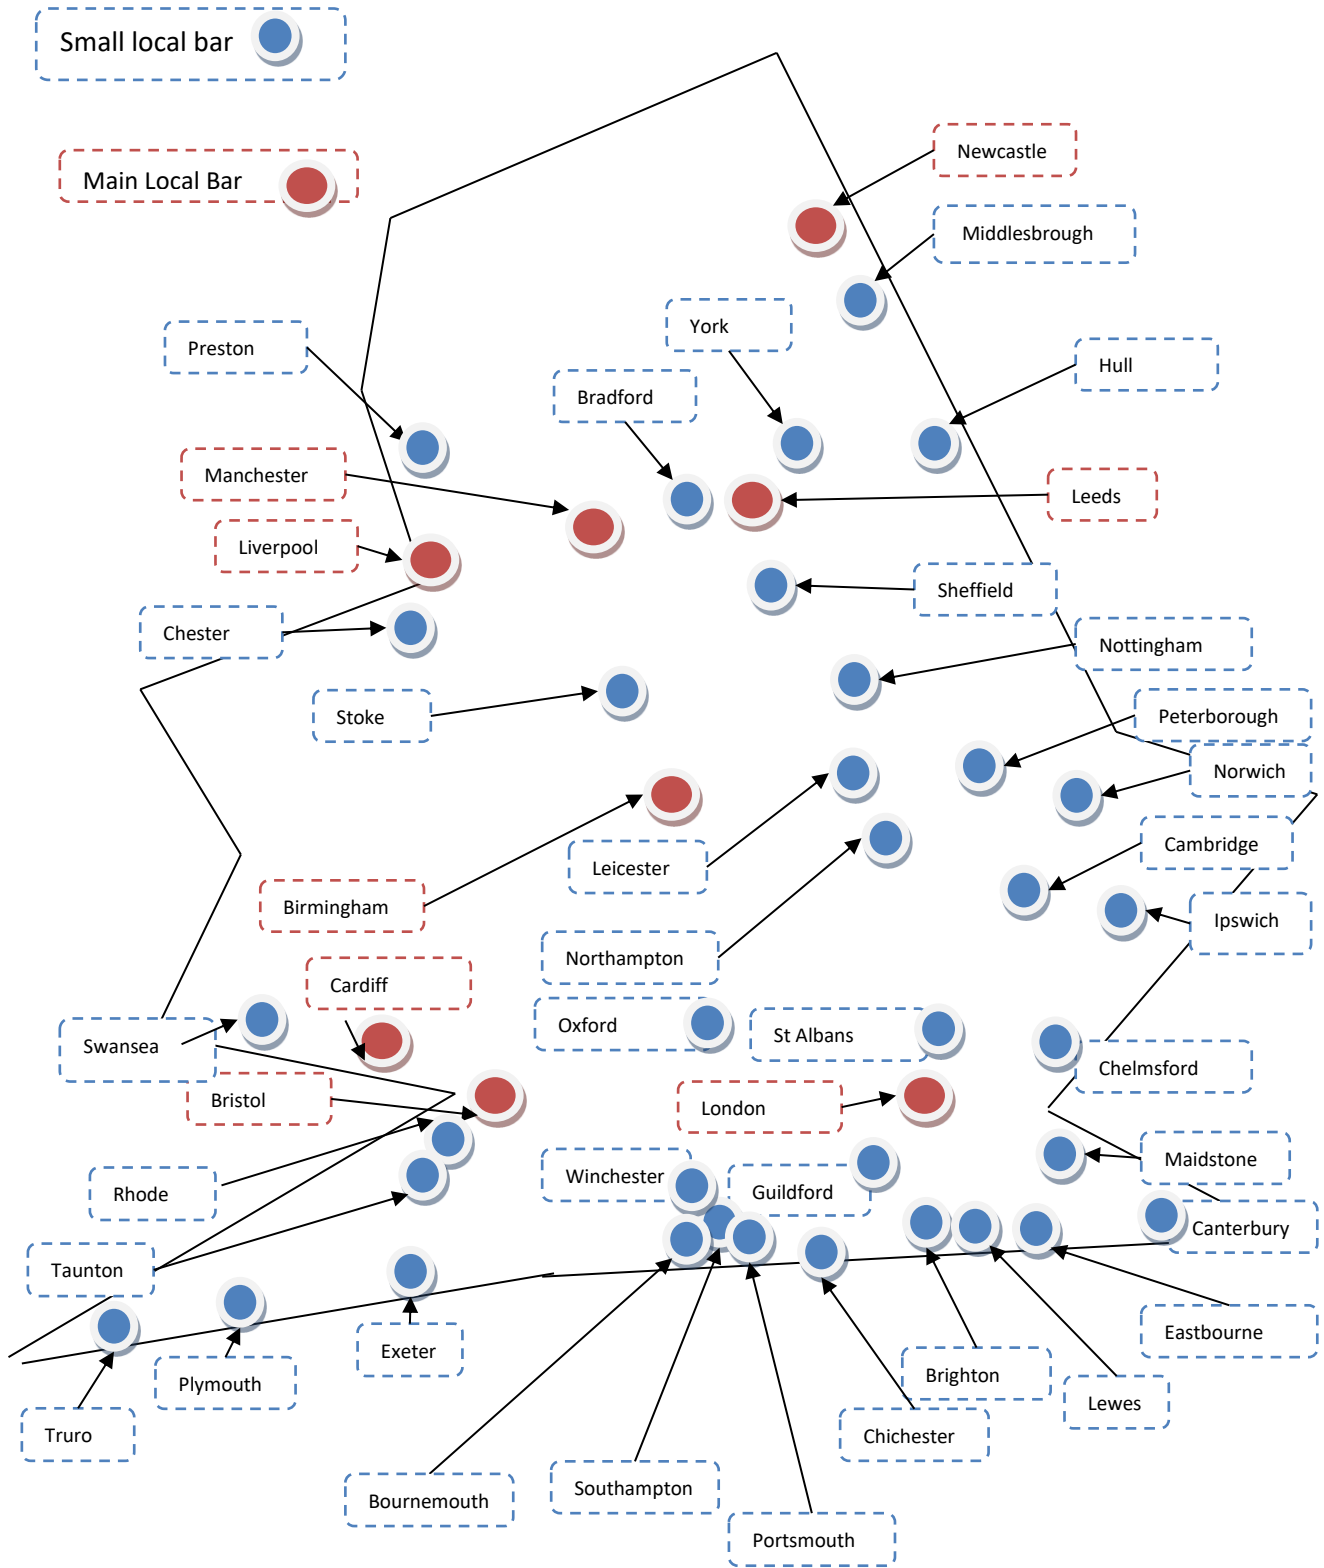 Small local bar
Main Local Bar
Newcastle
Middlesbrough
York
Preston
Hull
Bradford
Manchester
Leeds
Liverpool
Sheffield
Chester
Nottingham
Stoke
Peterborough
Norwich
Cambridge
Leicester
Birmingham
Ipswich
Northampton
Cardiff
Oxford
St Albans
Swansea
Chelmsford
Bristol
London
Maidstone
Winchester
Rhode
Guildford
Canterbury
Taunton
Eastbourne
Exeter
Brighton
Plymouth
Lewes
Truro
Chichester
Southampton
Bournemouth
Portsmouth